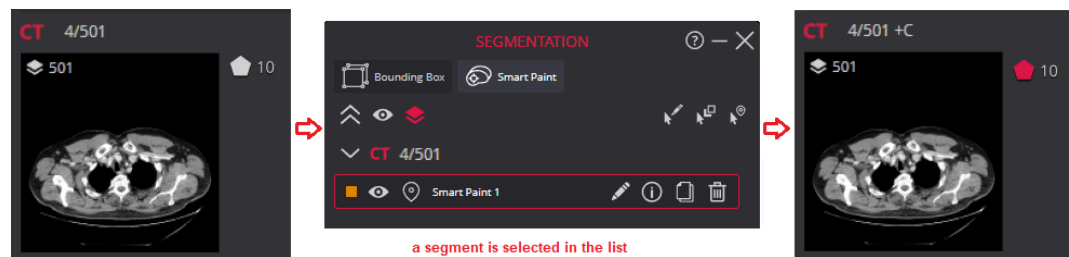 CT 4/501
501
10
SEGMENTATION
?
Bounding Box
Smart Paint
CT 4/501
Smart Paint 1
i
a segment is selected in the list
CT 4/501 +C
501
10